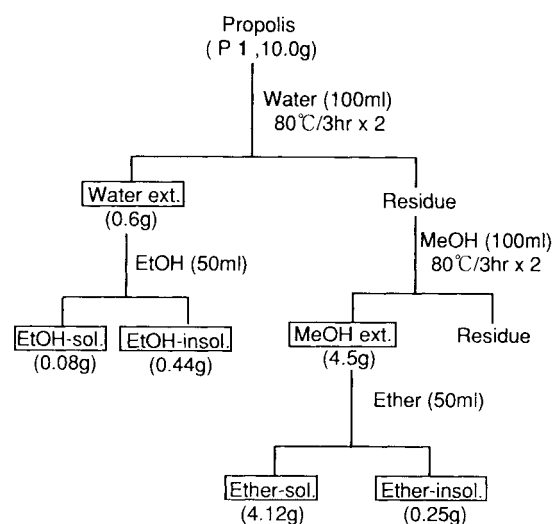 Propolis
( P 1 ,10.0g)
Water (100ml)
80℃/3hr x 2
Water ext.
(0.6g)
Residue
EtOH (50ml)
MeOH (100ml)
80℃/3hr x 2
EtOH-sol.
(0.08g)
EtOH-insol.
(0.44g)
MeOH ext.
(4.5g)
Residue
Ether (50ml)
Ether-sol.
(4.12g)
Ether-insol.
(0.25g)